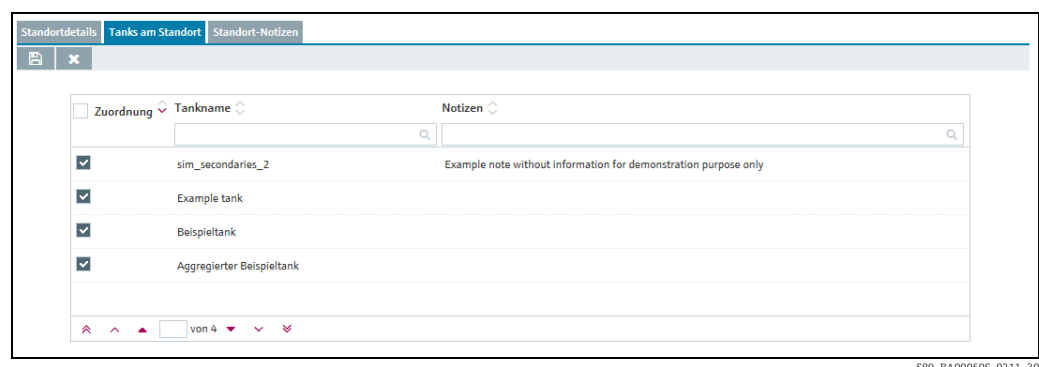 Standortdetails Tanks am Standort Standort-Notizen
Zuordnung Tankname Notizen
sim_secondaries_2 Example note without information for demonstration purpose only
Example tank
Beispieltank
Aggregierter Beispieltank
von 4